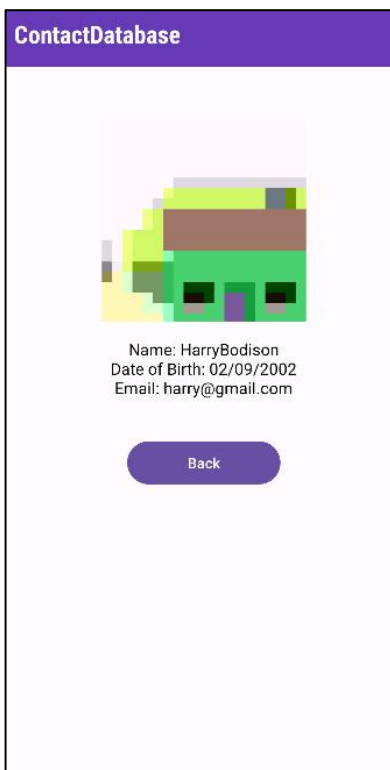 ContactDatabase
Name: HarryBodison
Date of Birth: 02/09/2002
Email: harry@gmail.com
Back